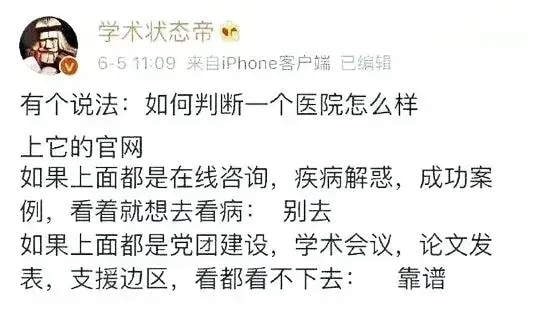 学术状态帝
6-5 11:09 来自iPhone客户端 已编辑
有个说法：如何判断一个医院怎么样
上它的官网
如果上面都是在线咨询，疾病解惑，成功案
例，看着就想去看病： 别去
如果上面都是党团建设，学术会议，论文发
表，支援边区，看都看不下去： 靠谱